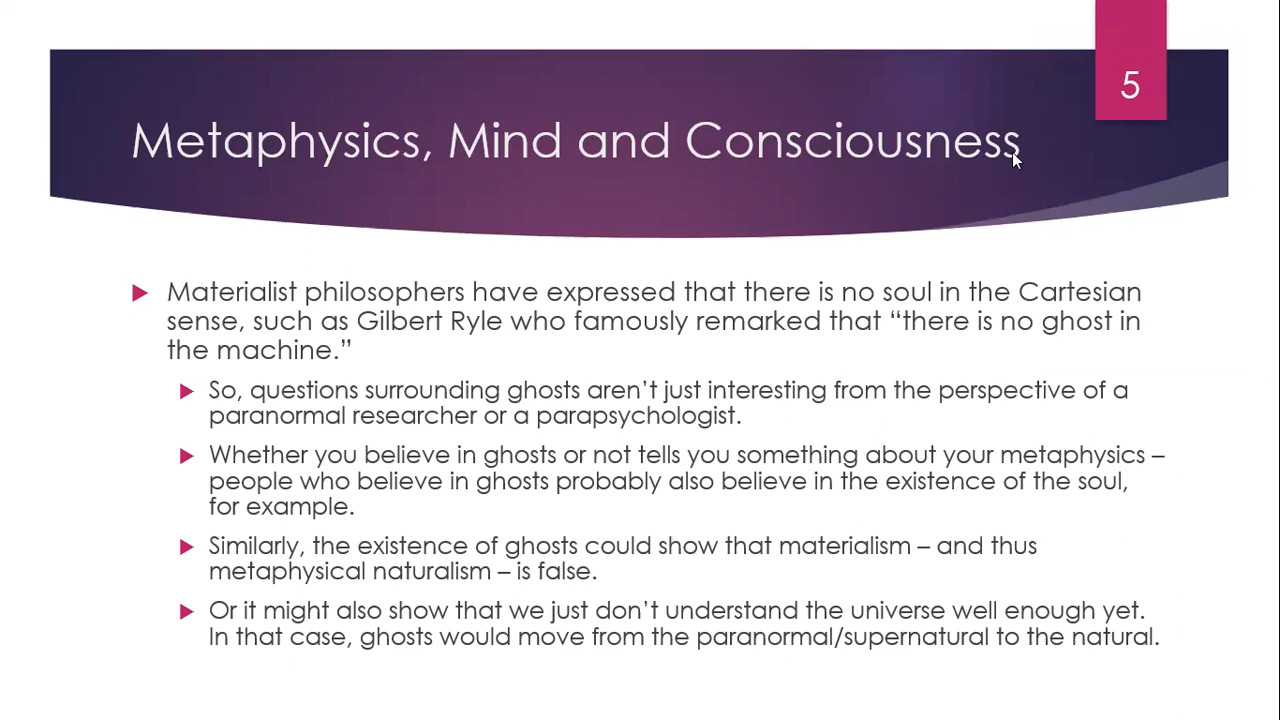 5
Metaphysics, Mind and Consciousness
Materialist philosophers have expressed that there is no soul in the Cartesian
sense, such as Gilbert Ryle who famously remarked that “there is no ghost in
the machine.”
So, questions surrounding ghosts aren’t just interesting from the perspective of a
paranormal researcher or a parapsychologist.
Whether you believe in ghosts or not tells you something about your metaphysics –
people who believe in ghosts probably also believe in the existence of the soul,
for example.
Similarly, the existence of ghosts could show that materialism – and thus
metaphysical naturalism – is false.
Or it might also show that we just don’t understand the universe well enough yet.
In that case, ghosts would move from the paranormal/supernatural to the natural.